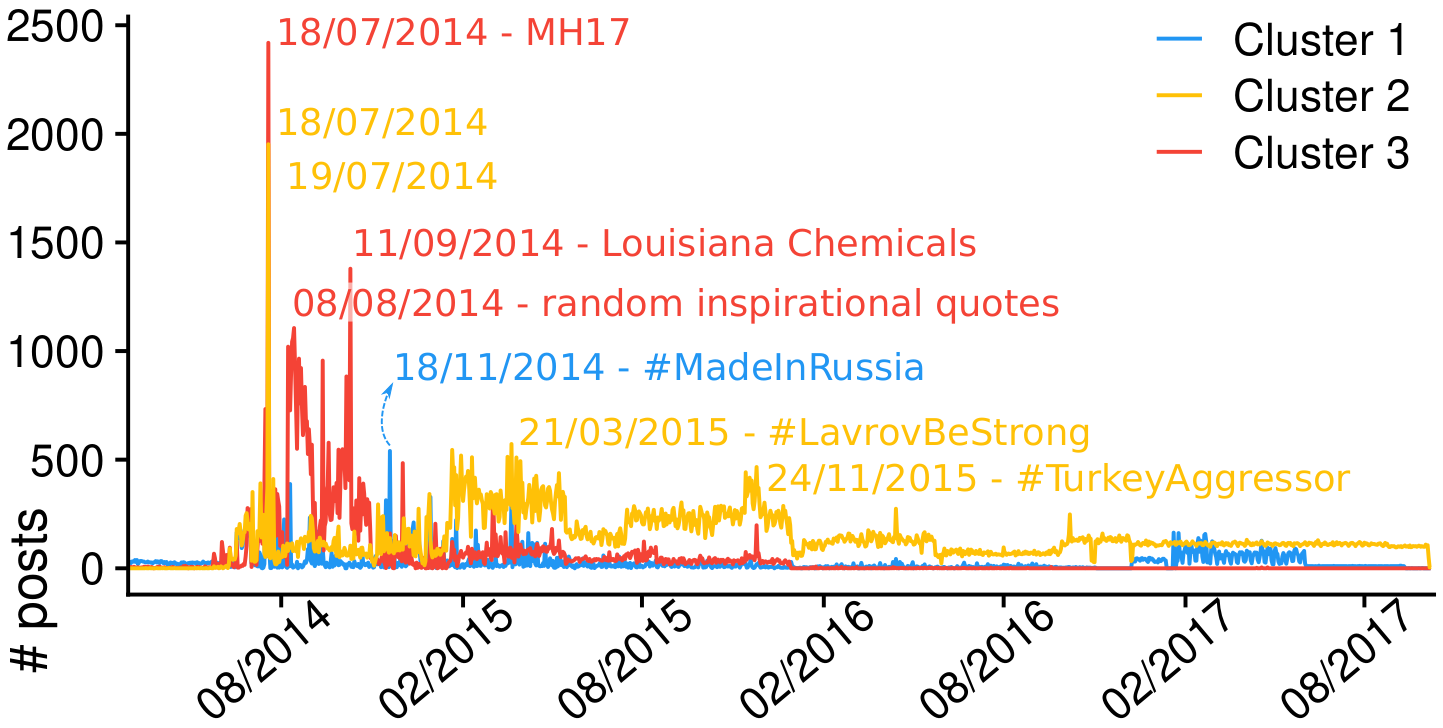 2500
2000
1500
1000
500
0
# posts
18/07/2014 - MH17
18/07/2014
19/07/2014
11/09/2014 - Louisiana Chemicals
08/08/2014 - random inspirational quotes
18/11/2014 - #MadeInRussia
21/03/2015 - #LavrovBeStrong
24/11/2015 - #TurkeyAggressor
Cluster 1
Cluster 2
Cluster 3
08/2014
02/2015
08/2015
02/2016
08/2016
02/2017
08/2017